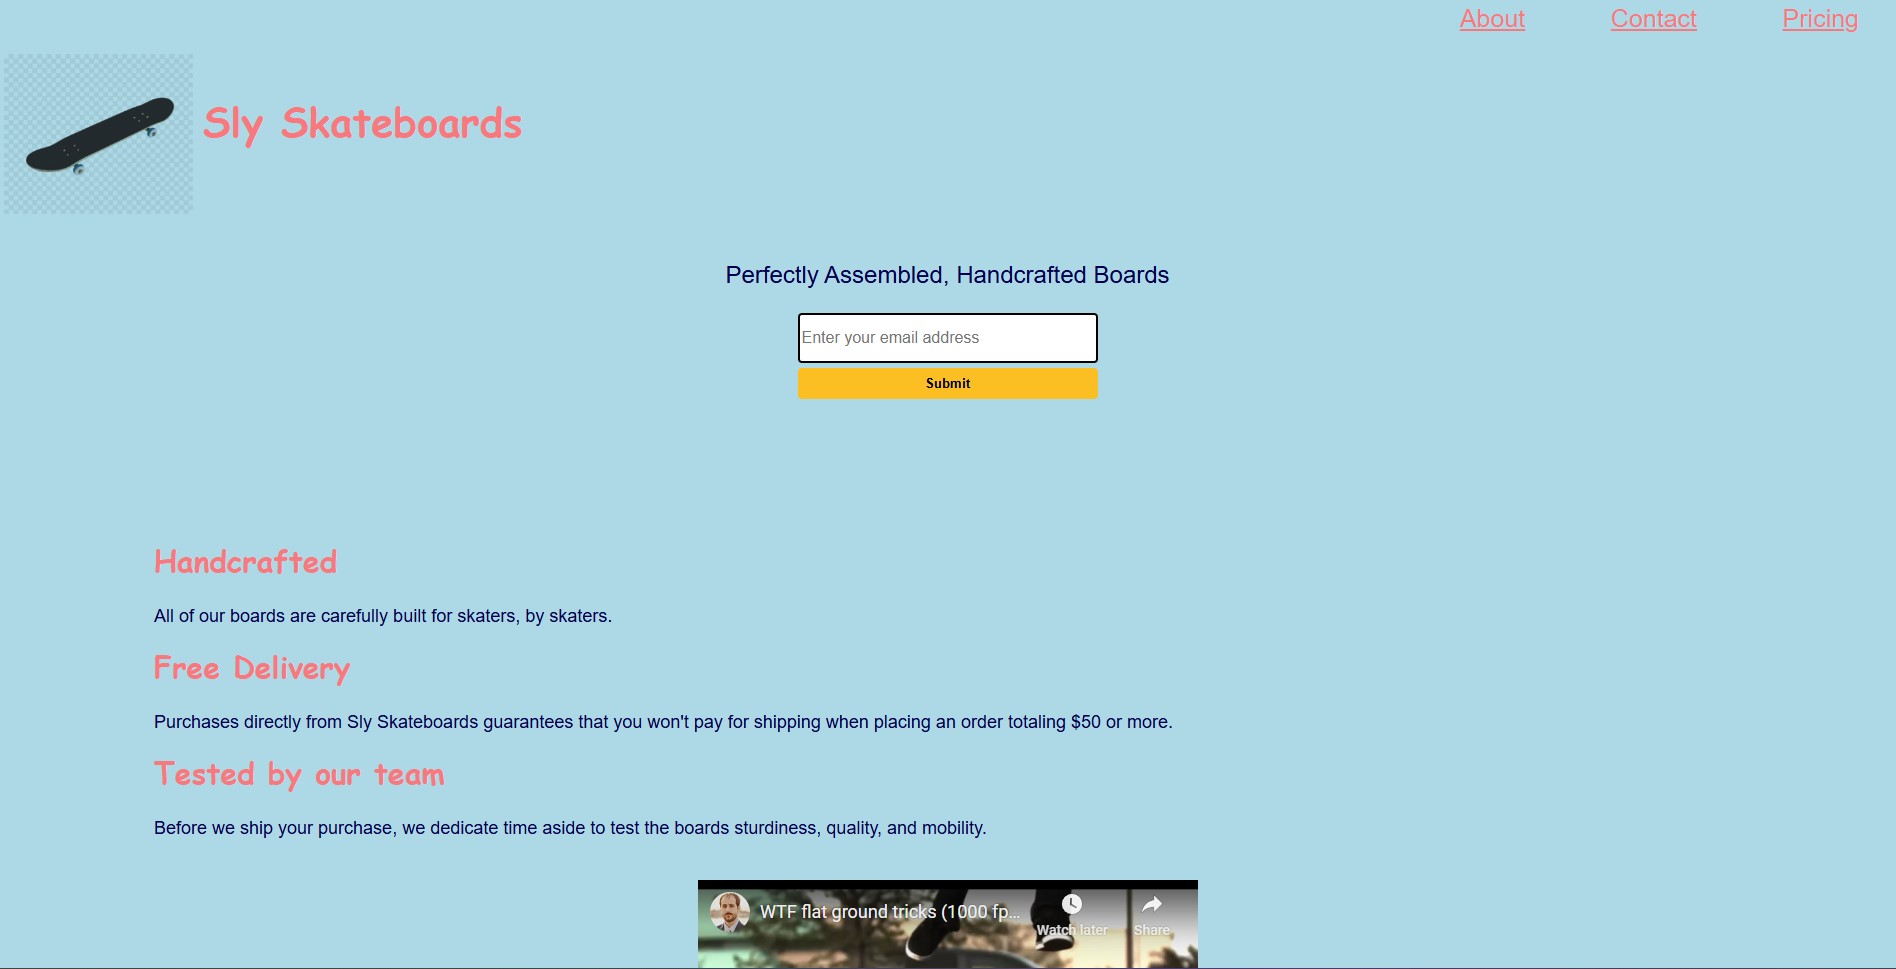 About Contact Pricing
Sly Skateboards
Perfectly Assembled, Handcrafted Boards
Enter your email address
Submit
Handcrafted
All of our boards are carefully built for skaters, by skaters.
Free Delivery
Purchases directly from Sly Skateboards guarantees that you won't pay for shipping when placing an order totaling $50 or more.
Tested by our team
Before we ship your purchase, we dedicate time aside to test the boards sturdiness, quality, and mobility.
WTF flat ground tricks (1000 fp...
Watch later Share